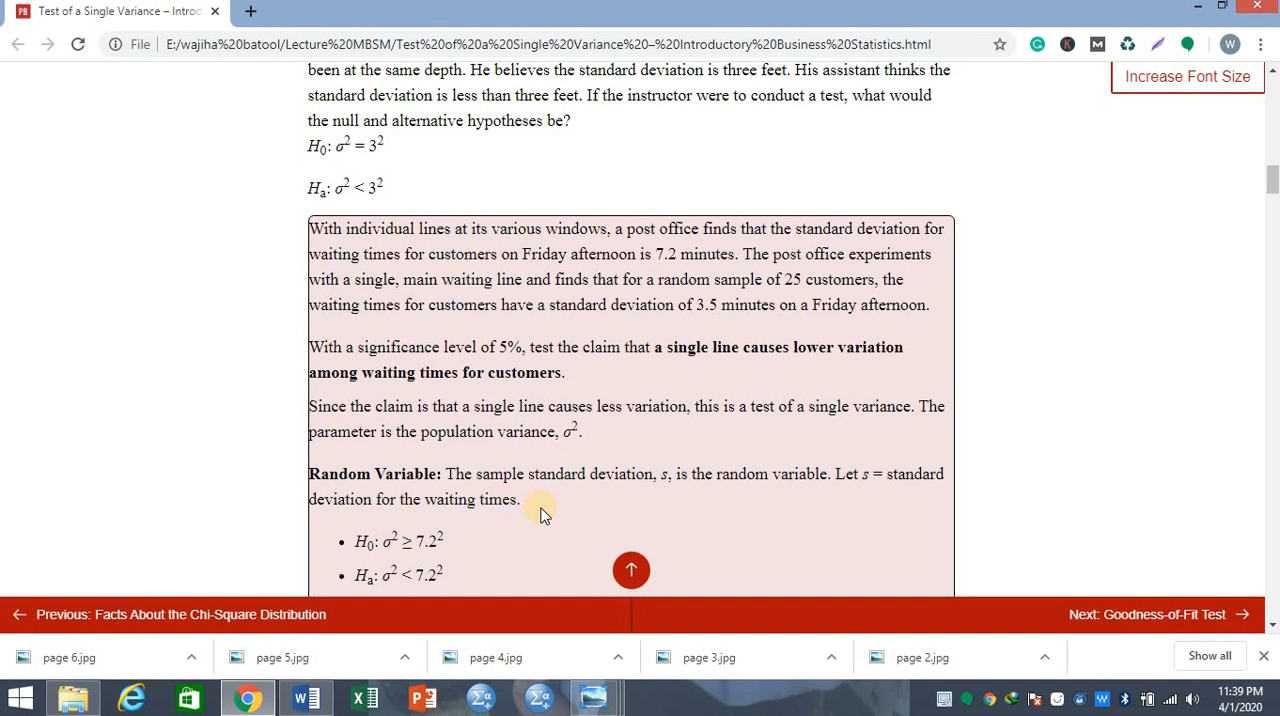 Test of a Single Variance – Introd
File
E:/wajiha%20batool/Lecture%20MBSM/Test%20of%20a%20Single%20Variance%20–%20Introductory%20Business%20Statistics.html
W
Increase Font Size
been at the same depth. He believes the standard deviation is three feet. His assistant thinks the
standard deviation is less than three feet. If the instructor were to conduct a test, what would
the null and alternative hypotheses be?
H₀: σ² = 3²
Hₐ: σ² < 3²
With individual lines at its various windows, a post office finds that the standard deviation for
waiting times for customers on Friday afternoon is 7.2 minutes. The post office experiments
with a single, main waiting line and finds that for a random sample of 25 customers, the
waiting times for customers have a standard deviation of 3.5 minutes on a Friday afternoon.
With a significance level of 5%, test the claim that a single line causes lower variation
among waiting times for customers.
Since the claim is that a single line causes less variation, this is a test of a single variance. The
parameter is the population variance, σ².
Random Variable: The sample standard deviation, s, is the random variable. Let s = standard
deviation for the waiting times.
• H₀: σ² ≥ 7.2²
• Hₐ: σ² < 7.2²
← Previous: Facts About the Chi-Square Distribution
Next: Goodness-of-Fit Test →
page 6.jpg
page 5.jpg
page 4.jpg
page 3.jpg
page 2.jpg
Show all
11:39 PM
4/1/2020